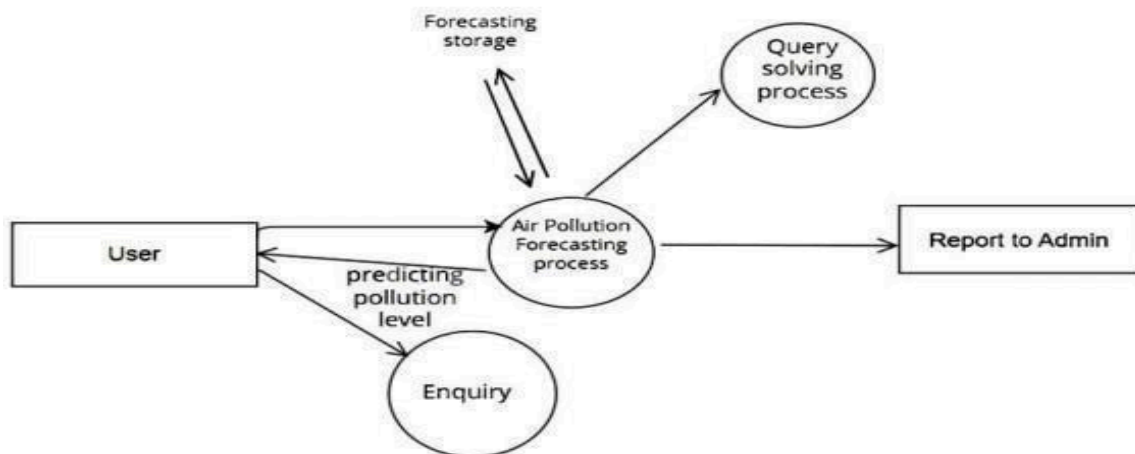 Forecasting
storage
Query
solving
process
Air Pollution
Forecasting
process
User
Report to Admin
predicting
pollution
level
Enquiry